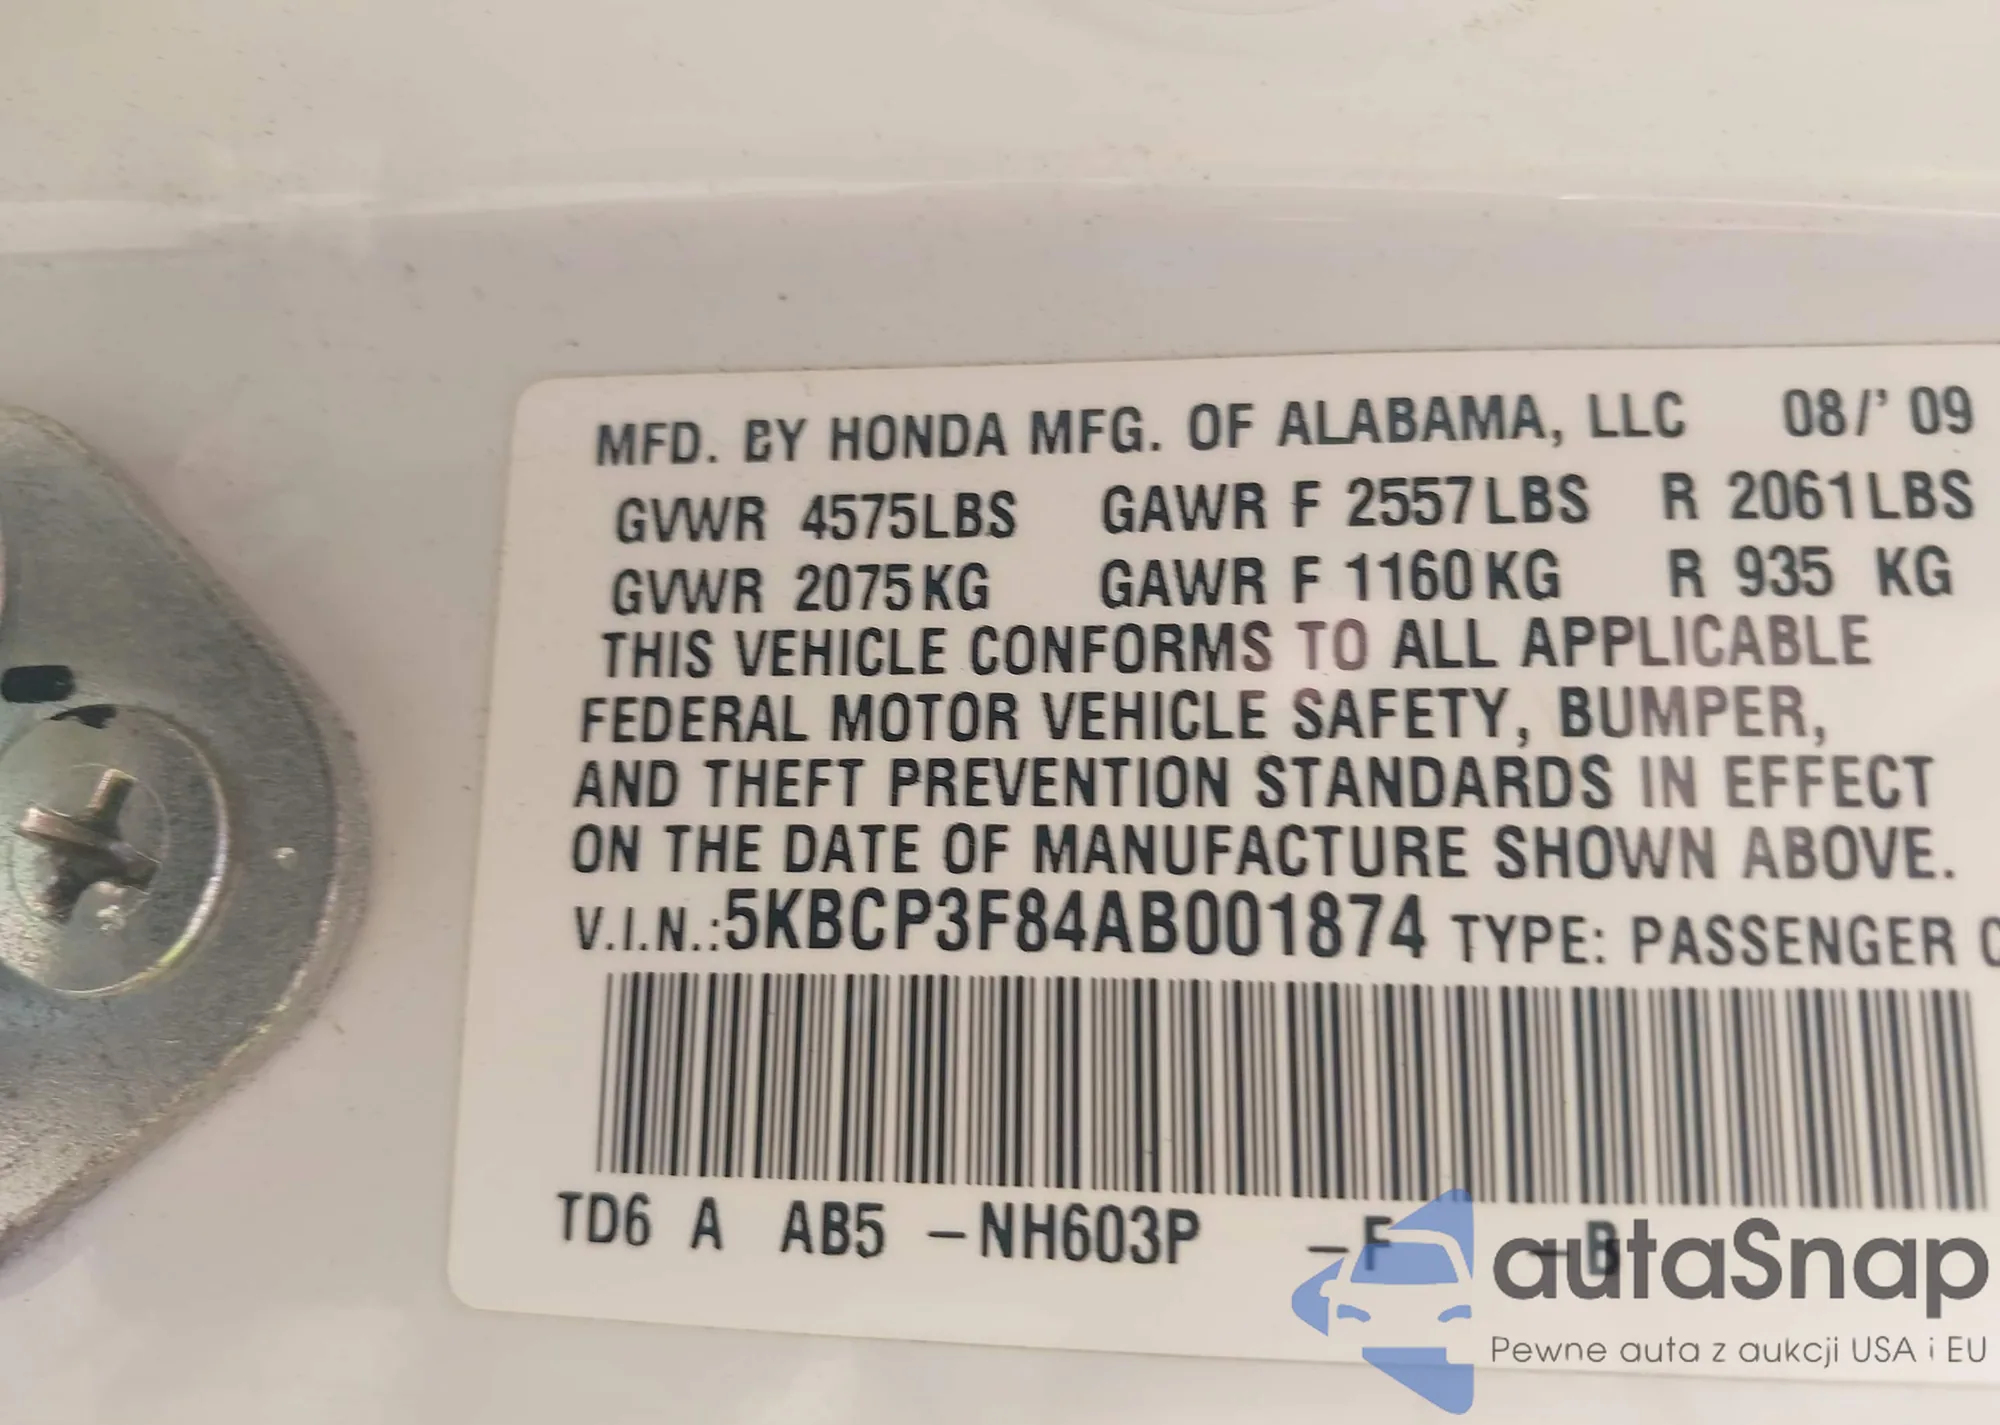 MFD. BY HONDA MFG. OF ALABAMA, LLC 08/' 09
GVWR 4575LBS GAWR F 2557LBS R 2061LBS
GVWR 2075KG GAWR F 1160KG R 935 KG
THIS VEHICLE CONFORMS TO ALL APPLICABLE
FEDERAL MOTOR VEHICLE SAFETY, BUMPER,
AND THEFT PREVENTION STANDARDS IN EFFECT
ON THE DATE OF MANUFACTURE SHOWN ABOVE.
V.I.N.:5KBCP3F84AB001874 TYPE: PASSENGER C
TD6 A AB5 -NH603P -F -B
autaSnap
Pewne auta z aukcji USA i EU